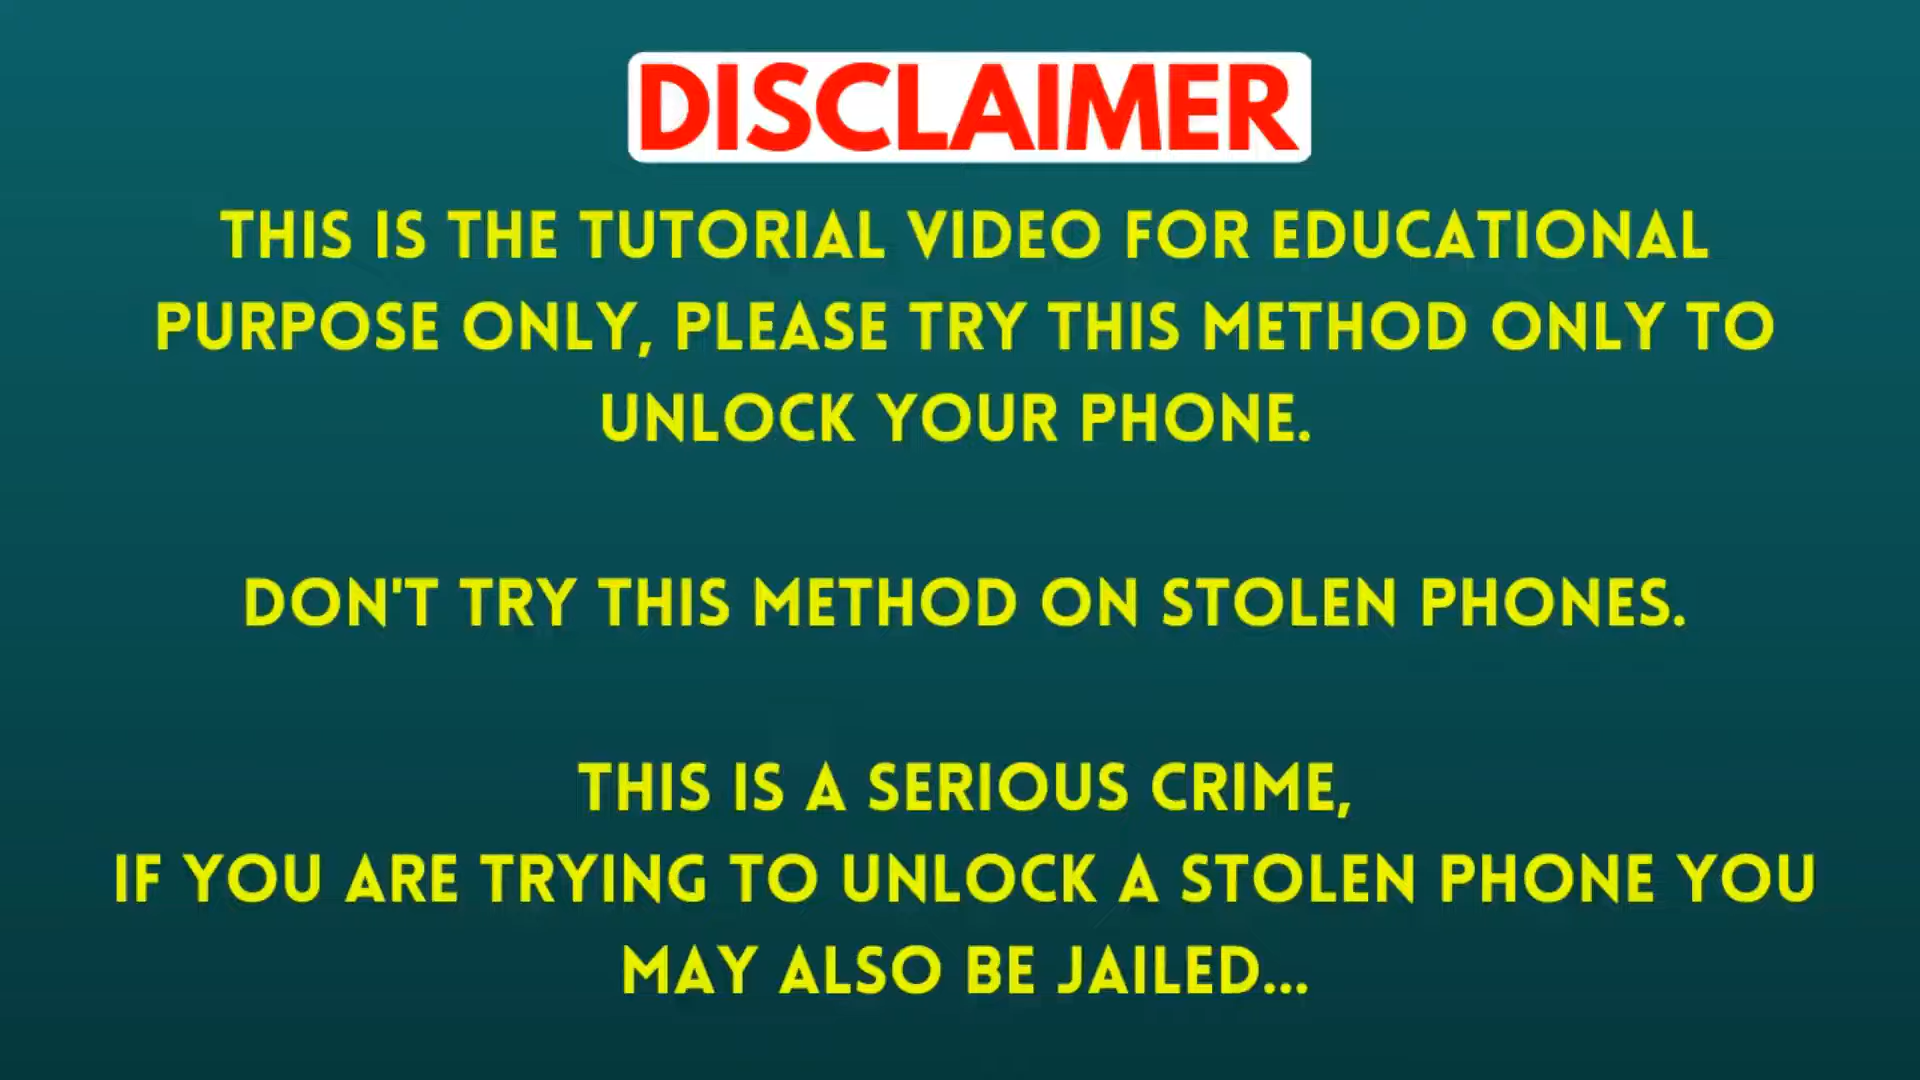 DISCLAIMER
THIS IS THE TUTORIAL VIDEO FOR EDUCATIONAL
PURPOSE ONLY, PLEASE TRY THIS METHOD ONLY TO
UNLOCK YOUR PHONE.
DON'T TRY THIS METHOD ON STOLEN PHONES.
THIS IS A SERIOUS CRIME,
IF YOU ARE TRYING TO UNLOCK A STOLEN PHONE YOU
MAY ALSO BE JAILED...